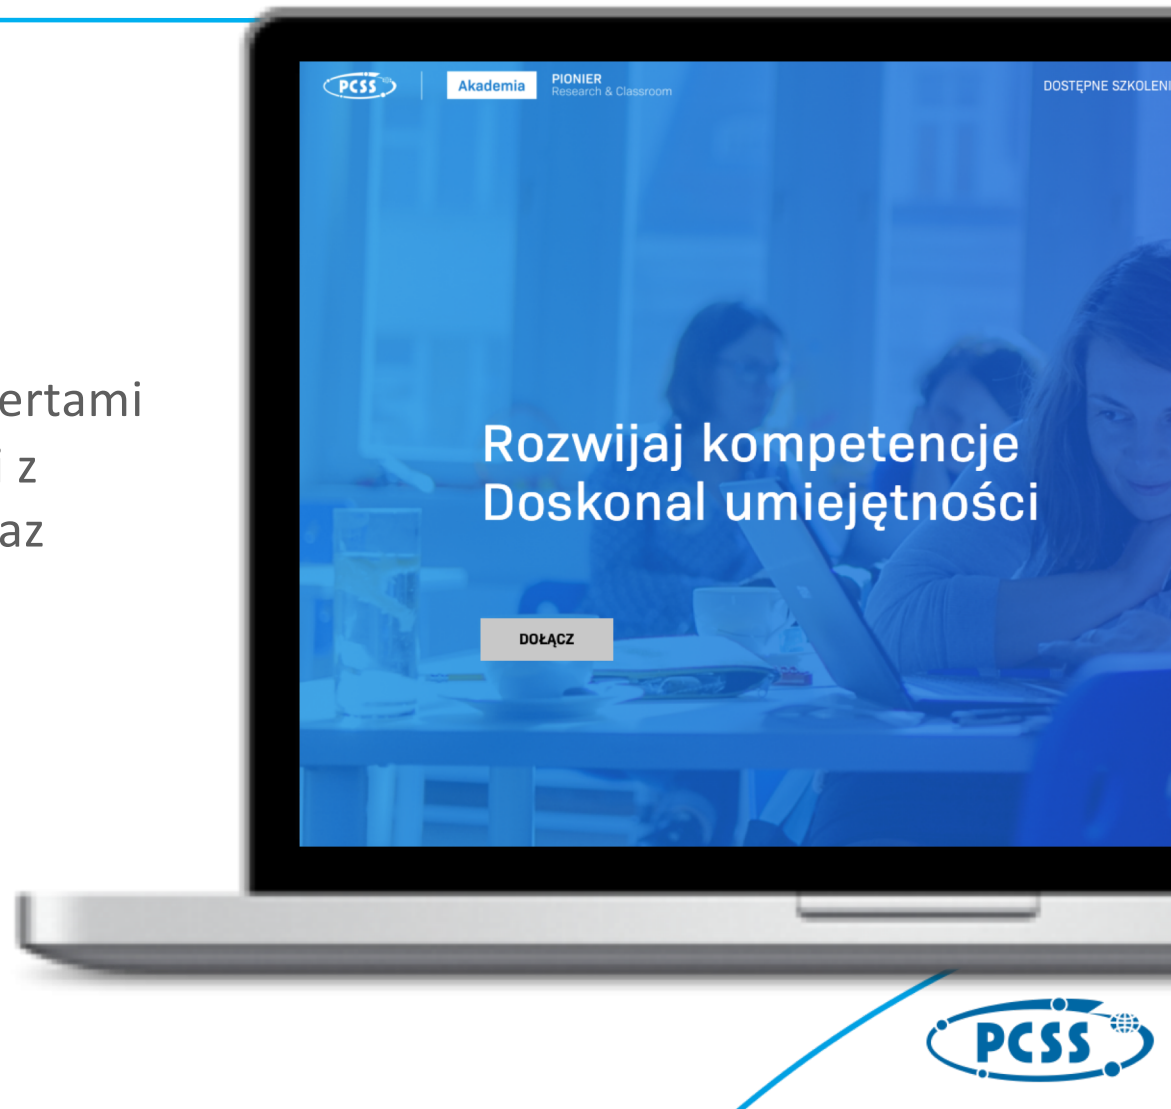 PCSS
Akademia
PIONIER
Research & Classroom
DOSTĘPNE SZKOLENI
ertami
i z
az
Rozwijaj kompetencje
Doskonal umiejętności
DOŁĄCZ
PCSS